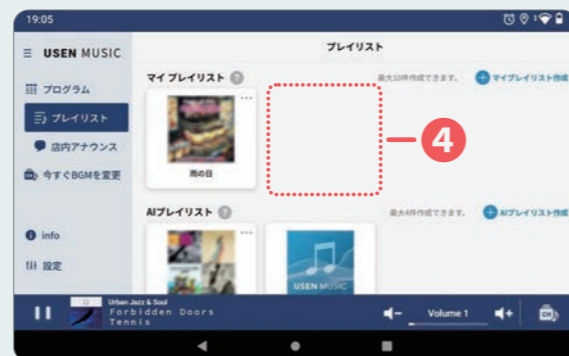 19:05
USEN MUSIC
プログラム
プレイリスト
店内アナウンス
今すぐBGMを変更
info
設定
プレイリスト
マイ プレイリスト ?
最大10件作成できます。
マイプレイリスト作成
雨の日
4
AIプレイリスト ?
最大4件作成できます。
AIプレイリスト作成
USEN MUSIC
Urban Jazz & Soul
Forbidden Doors
Tennis
Volume 1
CM